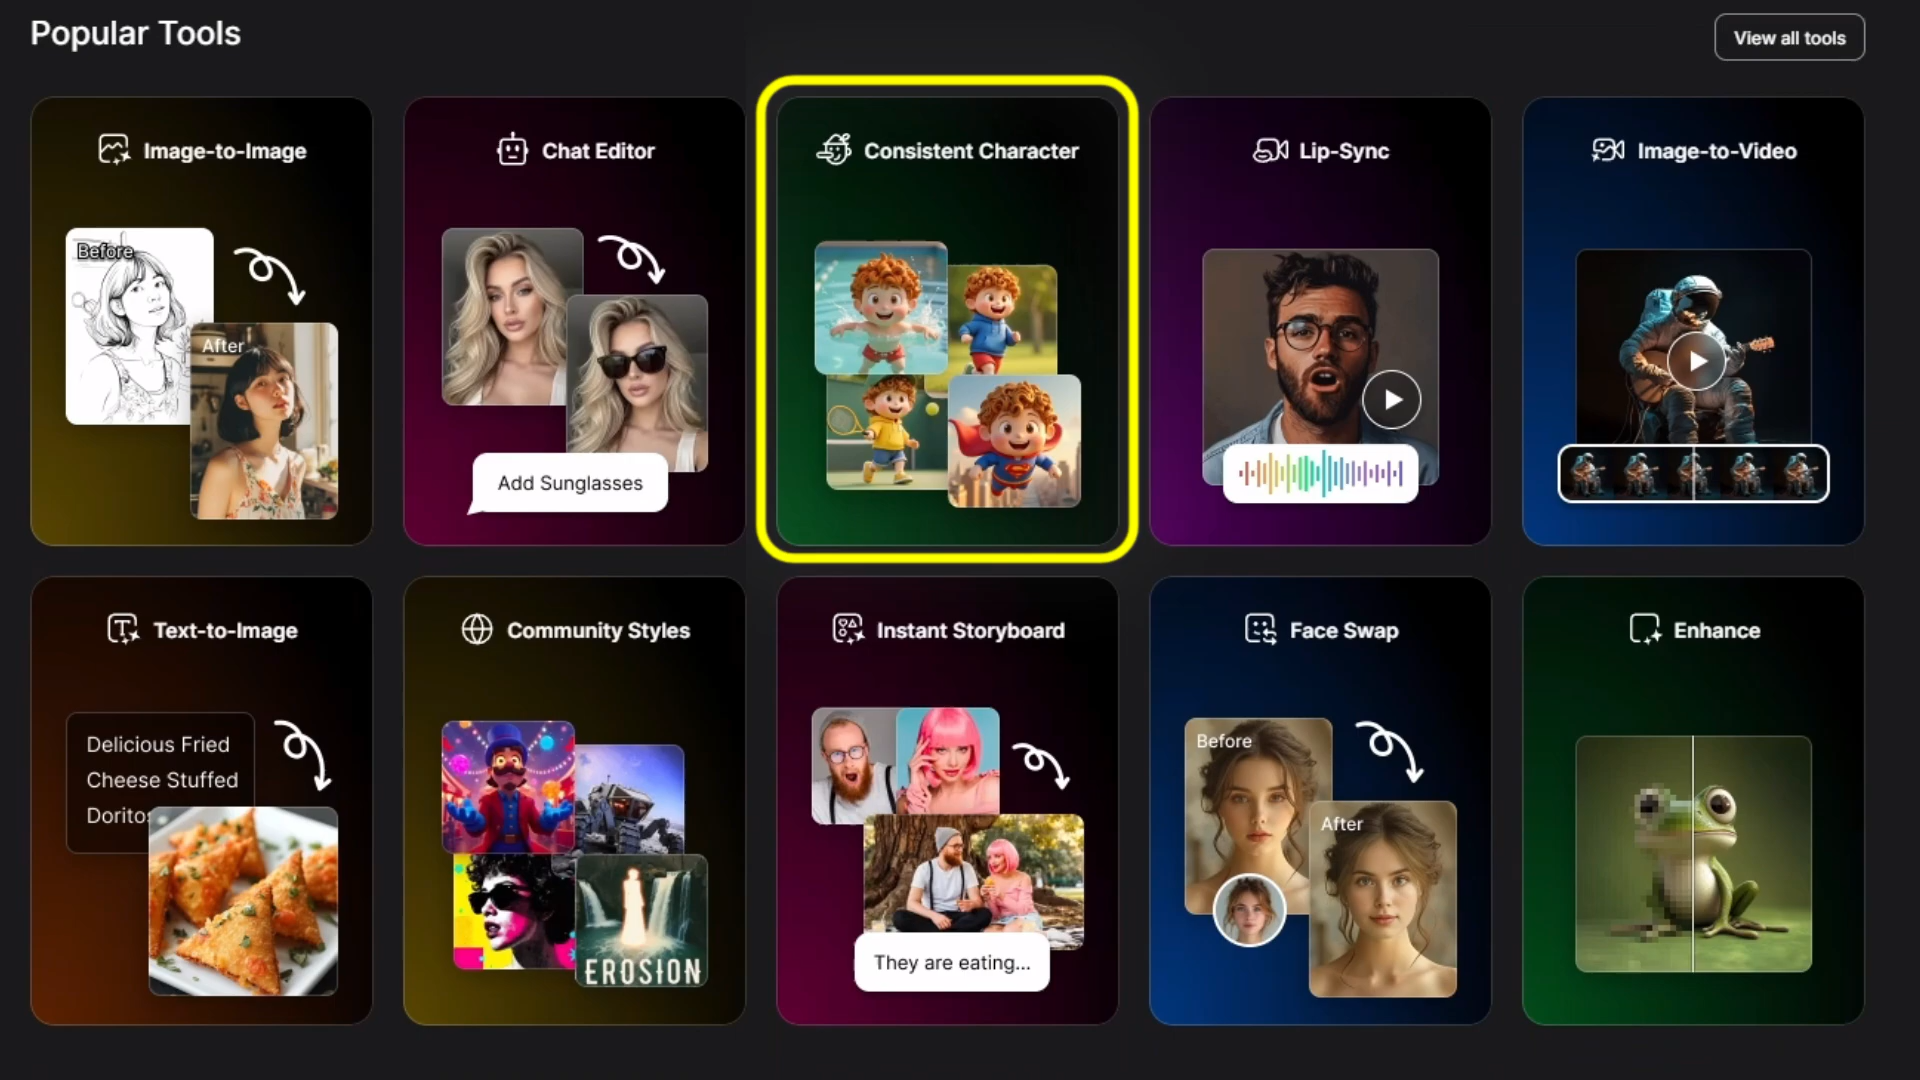 Popular Tools
View all tools
Image-to-Image
Before
After
Chat Editor
Add Sunglasses
Consistent Character
Lip-Sync
Image-to-Video
Text-to-Image
Delicious Fried
Cheese Stuffed
Doritos
Community Styles
EROSION
Instant Storyboard
They are eating...
Face Swap
Before
After
Enhance